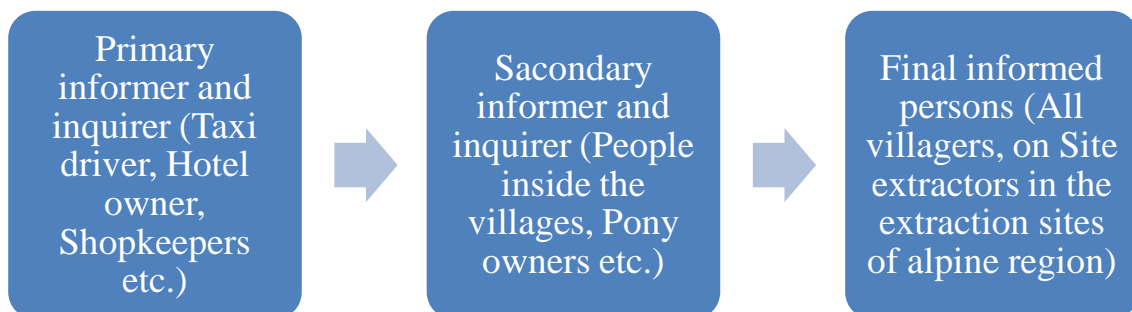 Primary
informer and
inquirer (Taxi
driver, Hotel
owner,
Shopkeepers
etc.)
Sacondary
informer and
inquirer (People
inside the
villages, Pony
owners etc.)
Final informed
persons (All
villagers, on Site
extractors in the
extraction sites
of alpine region)